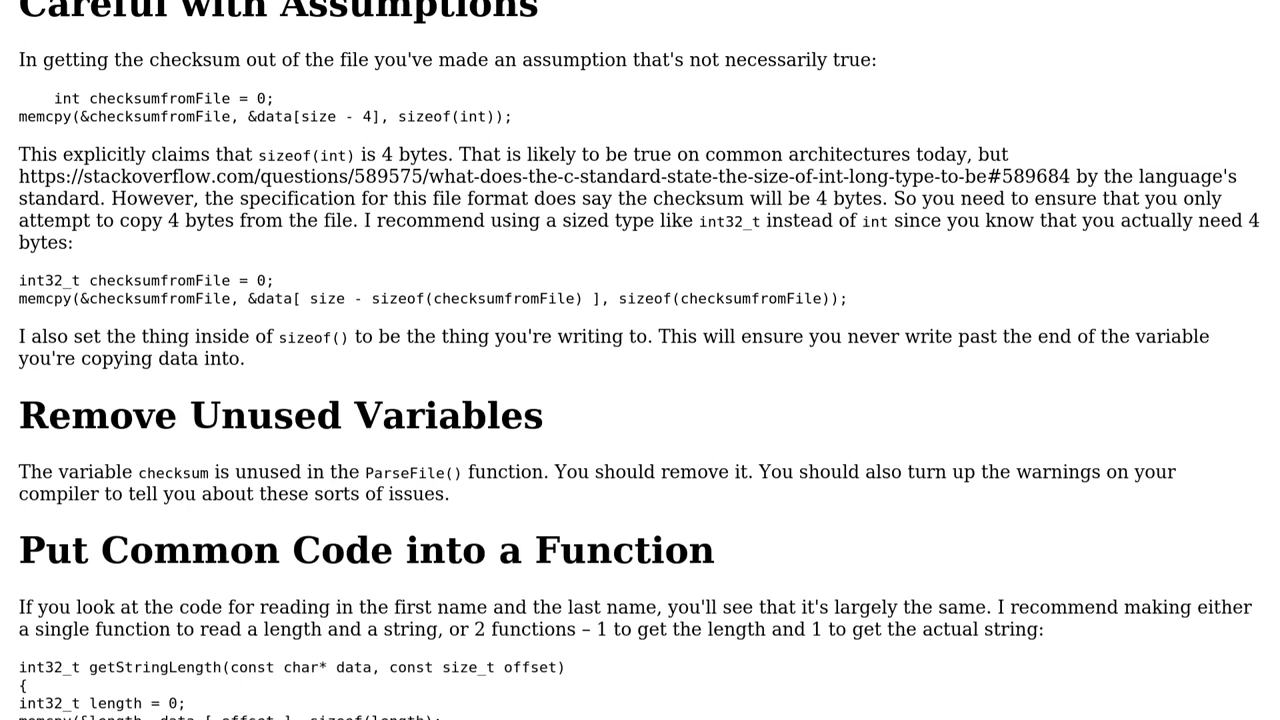 Careful with Assumptions
In getting the checksum out of the file you've made an assumption that's not necessarily true:
int checksumfromFile = 0;
memcpy(&checksumfromFile, &data[size - 4], sizeof(int));
This explicitly claims that sizeof(int) is 4 bytes. That is likely to be true on common architectures today, but
https://stackoverflow.com/questions/589575/what-does-the-c-standard-state-the-size-of-int-long-type-to-be#589684 by the language's
standard. However, the specification for this file format does say the checksum will be 4 bytes. So you need to ensure that you only
attempt to copy 4 bytes from the file. I recommend using a sized type like int32_t instead of int since you know that you actually need 4
bytes:
int32_t checksumfromFile = 0;
memcpy(&checksumfromFile, &data[ size - sizeof(checksumfromFile) ], sizeof(checksumfromFile));
I also set the thing inside of sizeof() to be the thing you're writing to. This will ensure you never write past the end of the variable
you're copying data into.
Remove Unused Variables
The variable checksum is unused in the ParseFile() function. You should remove it. You should also turn up the warnings on your
compiler to tell you about these sorts of issues.
Put Common Code into a Function
If you look at the code for reading in the first name and the last name, you'll see that it's largely the same. I recommend making either
a single function to read a length and a string, or 2 functions – 1 to get the length and 1 to get the actual string:
int32_t getStringLength(const char* data, const size_t offset)
{
int32_t length = 0;
memcpy(&length, data [ offset ], sizeof(length);